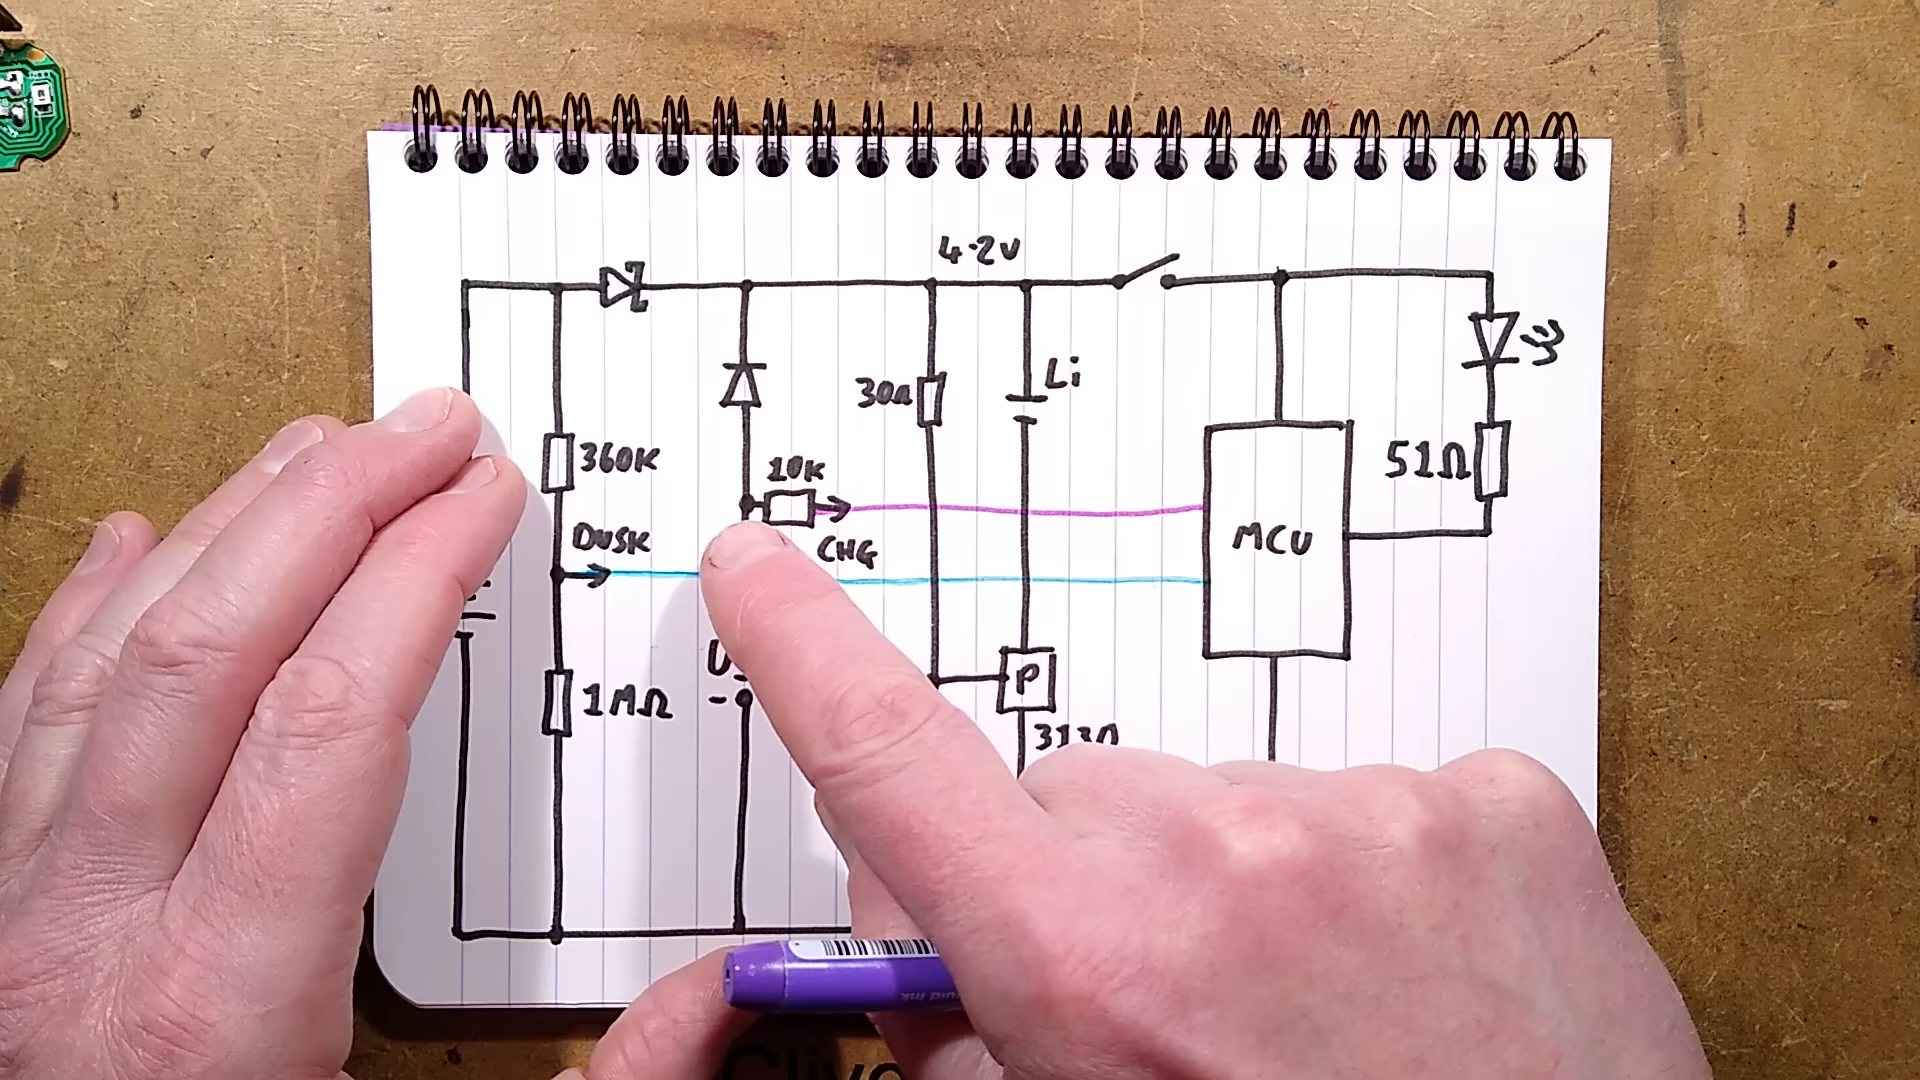 4.2V
Li
30Ω
360K
10K
51Ω
DUSK
CHG
MCU
U
-
P
1MΩ